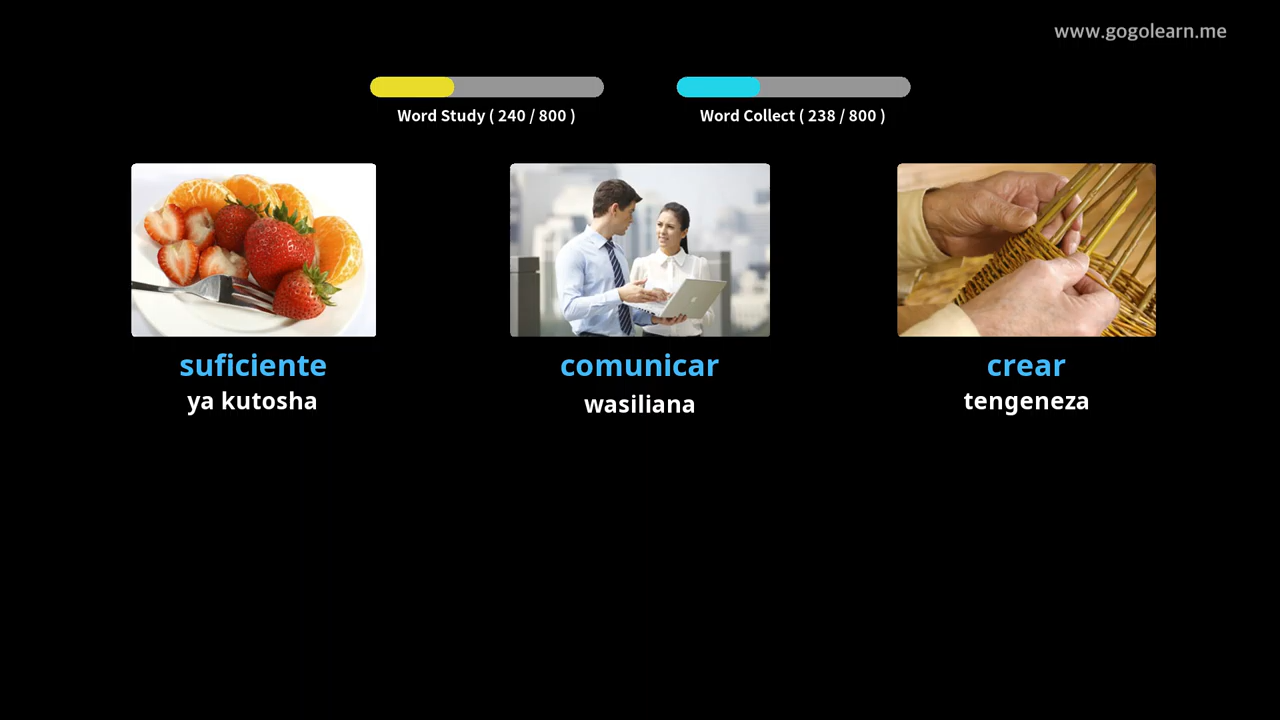 www.gogolearn.me
Word Study ( 240 / 800 )
Word Collect ( 238 / 800 )
suficiente
ya kutosha
comunicar
wasiliana
crear
tengeneza